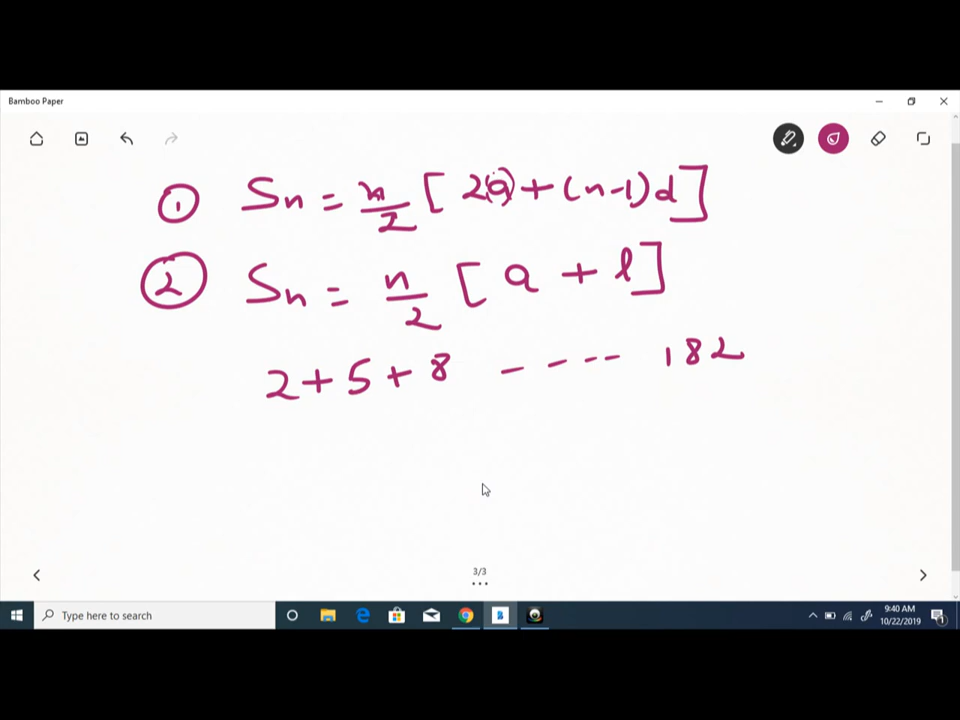 Bamboo Paper
① Sn = n/2 [ 2(a) + (n-1)d ]
② Sn = n/2 [ a + l ]
2 + 5 + 8 - - - - - 182
3/3
Type here to search
9:40 AM
10/22/2019